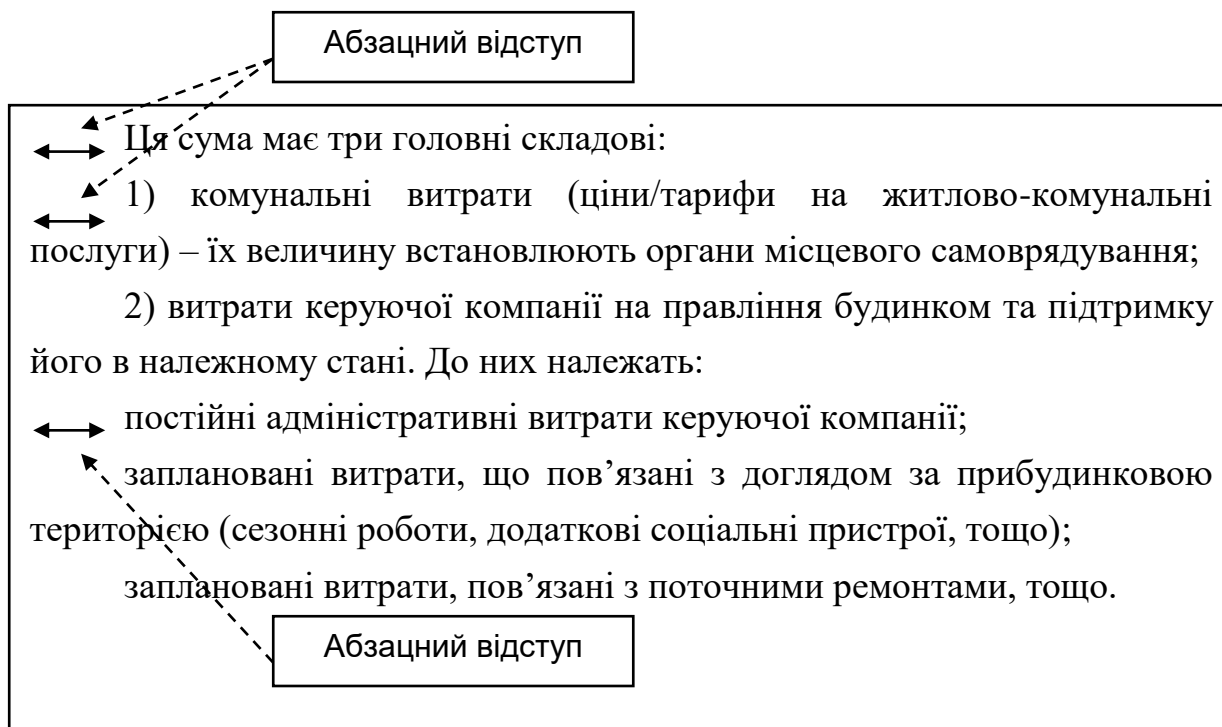 Абзацний відступ
Ця сума має три головні складові:
1) комунальні витрати (ціни/тарифи на житлово-комунальні
послуги) – їх величину встановлюють органи місцевого самоврядування;
2) витрати керуючої компанії на правління будинком та підтримку
його в належному стані. До них належать:
постійні адміністративні витрати керуючої компанії;
заплановані витрати, що пов’язані з доглядом за прибудинковою
територією (сезонні роботи, додаткові соціальні пристрої, тощо);
заплановані витрати, пов’язані з поточними ремонтами, тощо.
Абзацний відступ